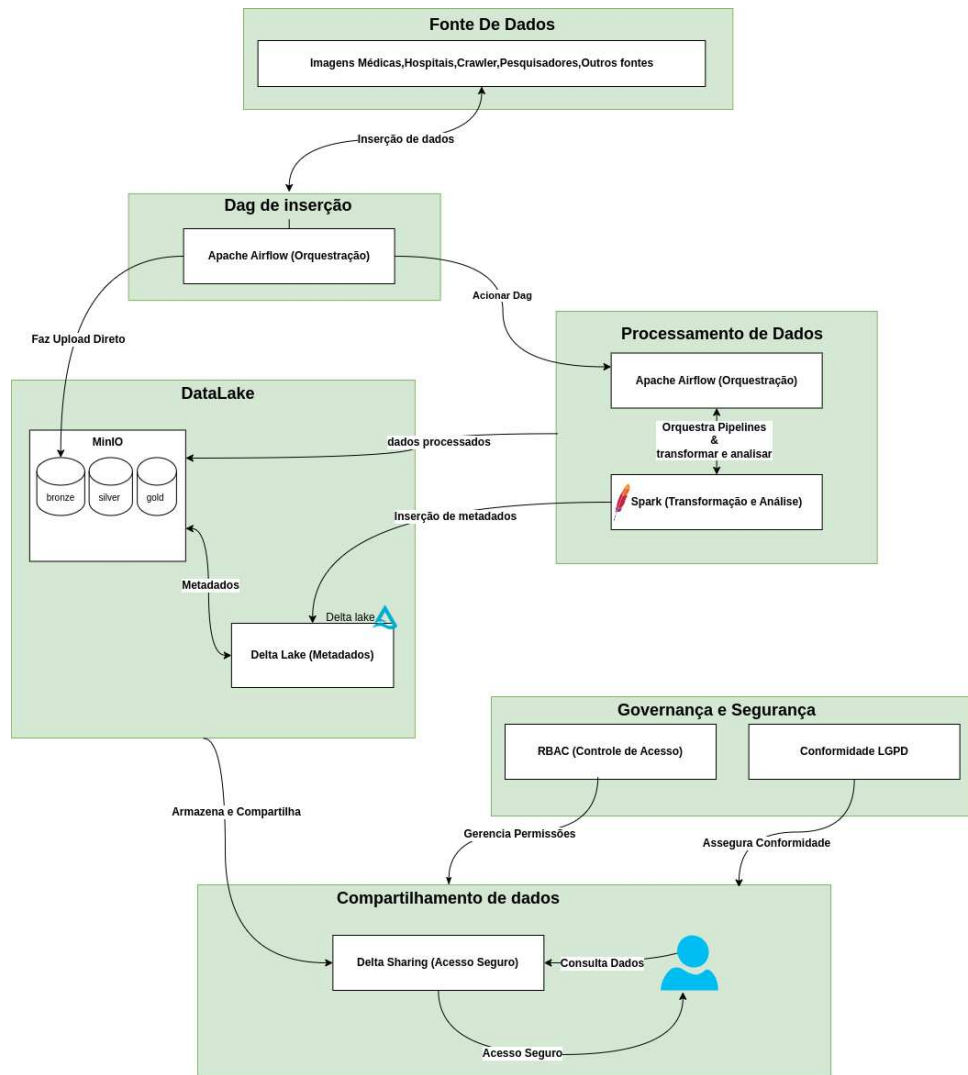 Fonte De Dados
Imagens Médicas,Hospitais,Crawler,Pesquisadores,Outros fontes
Inserção de dados
Dag de inserção
Apache Airflow (Orquestração)
Acionar Dag
Faz Upload Direto
Processamento de Dados
Apache Airflow (Orquestração)
Orquestra Pipelines
&
transformar e analisar
Spark (Transformação e Análise)
DataLake
MinIO
bronze
silver
gold
dados processados
Inserção de metadados
Metadados
Delta lake
Delta Lake (Metadados)
Governança e Segurança
RBAC (Controle de Acesso)
Conformidade LGPD
Armazena e Compartilha
Gerencia Permissões
Assegura Conformidade
Compartilhamento de dados
Delta Sharing (Acesso Seguro)
Consulta Dados
Acesso Seguro